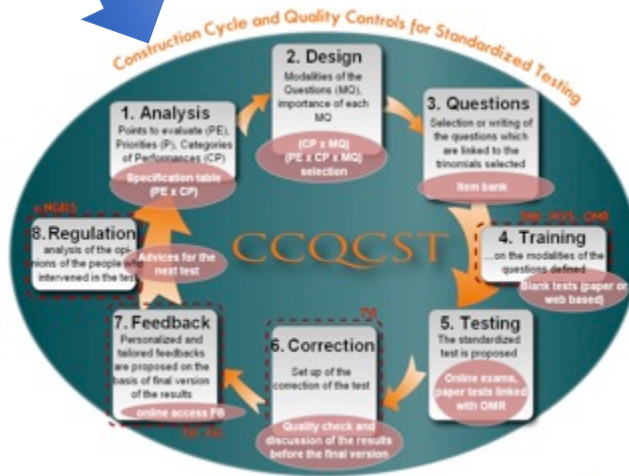 Construction Cycle and Quality Controls for Standardized Testing
1. Analysis
Points to evaluate (PE),
Priorities (P), Categories
of Performances (CP)
Specification table
(PE x CP)
2. Design
Modalities of the
Questions (MQ),
importance of each
MQ
(CP x MQ)
(PE x CP x MQ)
selection
3. Questions
Selection or writing of
the questions which
are linked to the
trinomials selected
Item bank
4. Training
...on the modalities of the
questions defined
Blank tests (paper or
web based)
5. Testing
The standardized
test is proposed
Online exams,
paper tests linked
with OMR
6. Correction
Set up of the
correction of the test
Quality check and
discussion of the results
before the final version
7. Feedback
Personalized and
tailored feedbacks
are proposed on the
basis of final version of
the results
online access FB
8. Regulation
analysis of the opi-
nions of the people who
intervened in the test
Advices for the
next test
CCQCST